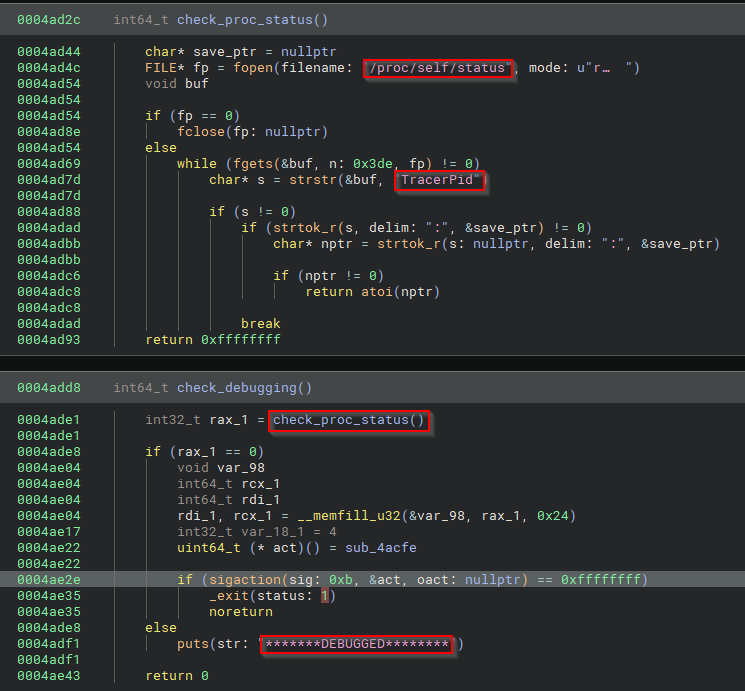 0004ad2c int64_t check_proc_status()
0004ad44 char* save_ptr = nullptr
0004ad4c FILE* fp = fopen(filename: "/proc/self/status", mode: u"r… ")
0004ad54 void buf
0004ad54
0004ad54 if (fp == 0)
0004ad8e fclose(fp: nullptr)
0004ad54 else
0004ad69 while (fgets(&buf, n: 0x3de, fp) != 0)
0004ad7d char* s = strstr(&buf, "TracerPid")
0004ad7d
0004ad88 if (s != 0)
0004adad if (strtok_r(s, delim: ":", &save_ptr) != 0)
0004adbb char* nptr = strtok_r(s: nullptr, delim: ":", &save_ptr)
0004adbb
0004adc6 if (nptr != 0)
0004adc8 return atoi(nptr)
0004adc8
0004adad break
0004ad93 return 0xffffffff
0004add8 int64_t check_debugging()
0004ade1 int32_t rax_1 = check_proc_status()
0004ade1
0004ade8 if (rax_1 == 0)
0004ae04 void var_98
0004ae04 int64_t rcx_1
0004ae04 int64_t rdi_1
0004ae04 rdi_1, rcx_1 = __memfill_u32(&var_98, rax_1, 0x24)
0004ae17 int32_t var_18_1 = 4
0004ae22 uint64_t (* act)() = sub_4acfe
0004ae22
0004ae2e if (sigaction(sig: 0xb, &act, oact: nullptr) == 0xffffffff)
0004ae35 _exit(status: 1)
0004ae35 noreturn
0004ade8 else
0004adf1 puts(str: "*******DEBUGGED********")
0004adf1
0004ae43 return 0